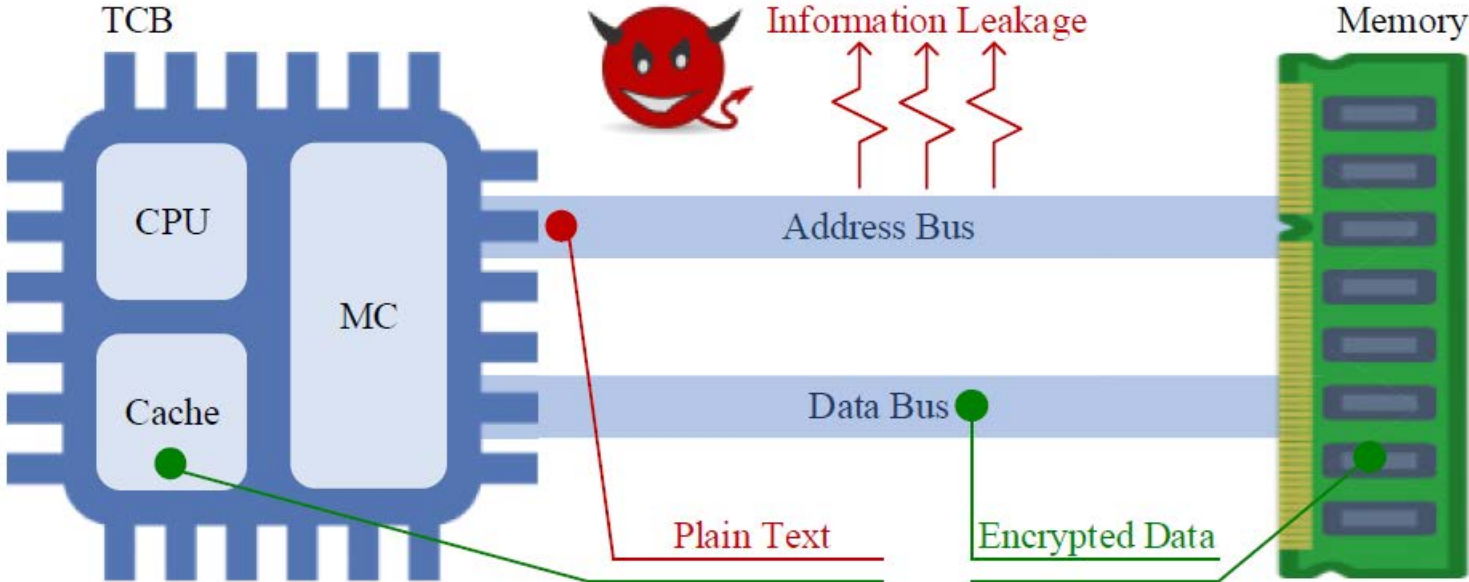 TCB
Information Leakage
Memory
CPU
MC
Address Bus
Cache
Data Bus
Plain Text
Encrypted Data